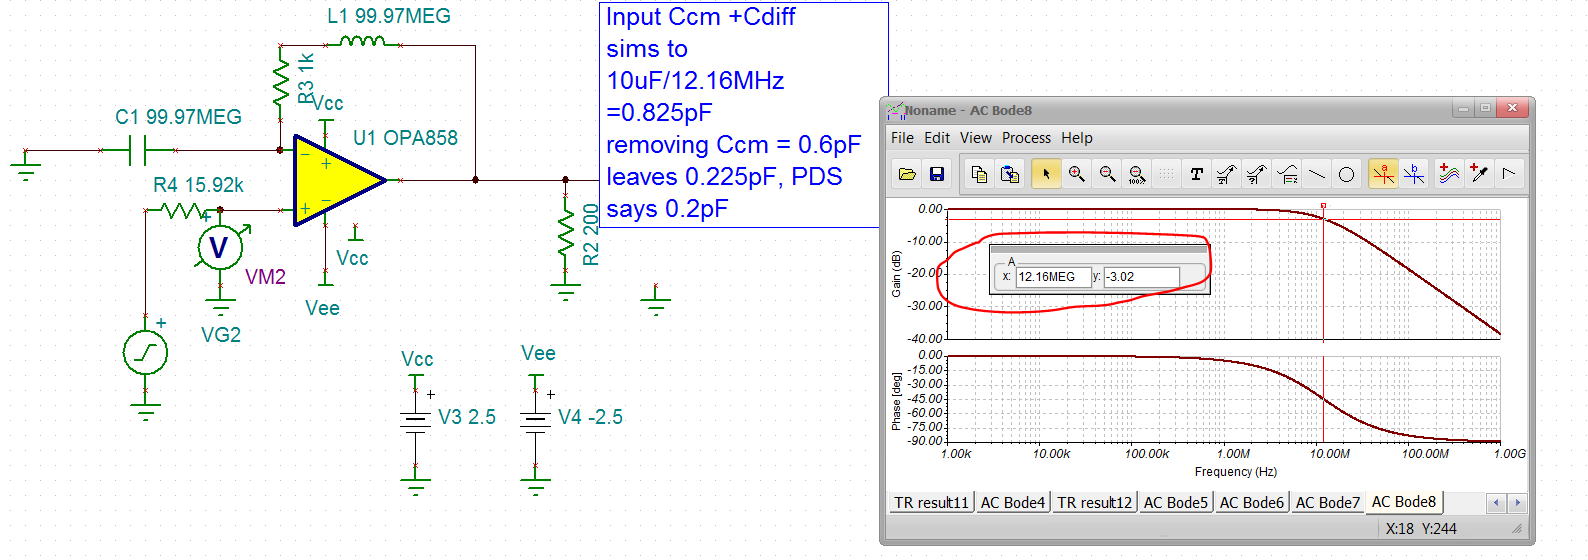 L1 99.97MEG
R3 1k
Vcc
C1 99.97MEG
U1 OPA858
R4 15.92k
V
VM2
Vcc
Vee
R2 200
VG2
Vcc
Vee
V3 2.5
V4 -2.5
Input Ccm +Cdiff
sims to
10uF/12.16MHz
=0.825pF
removing Ccm = 0.6pF
leaves 0.225pF, PDS
says 0.2pF
Noname - AC Bode8
File Edit View Process Help
100%
T
a
b
0.00
-10.00
-20.00
-30.00
-40.00
Gain (dB)
A
x: 12.16MEG y: -3.02
0.00
-15.00
-30.00
-45.00
-60.00
-75.00
-90.00
Phase [deg]
1.00k 10.00k 100.00k 1.00M 10.00M 100.00M 1.00G
Frequency (Hz)
TR result11 AC Bode4 TR result12 AC Bode5 AC Bode6 AC Bode7 AC Bode8
X:18 Y:244